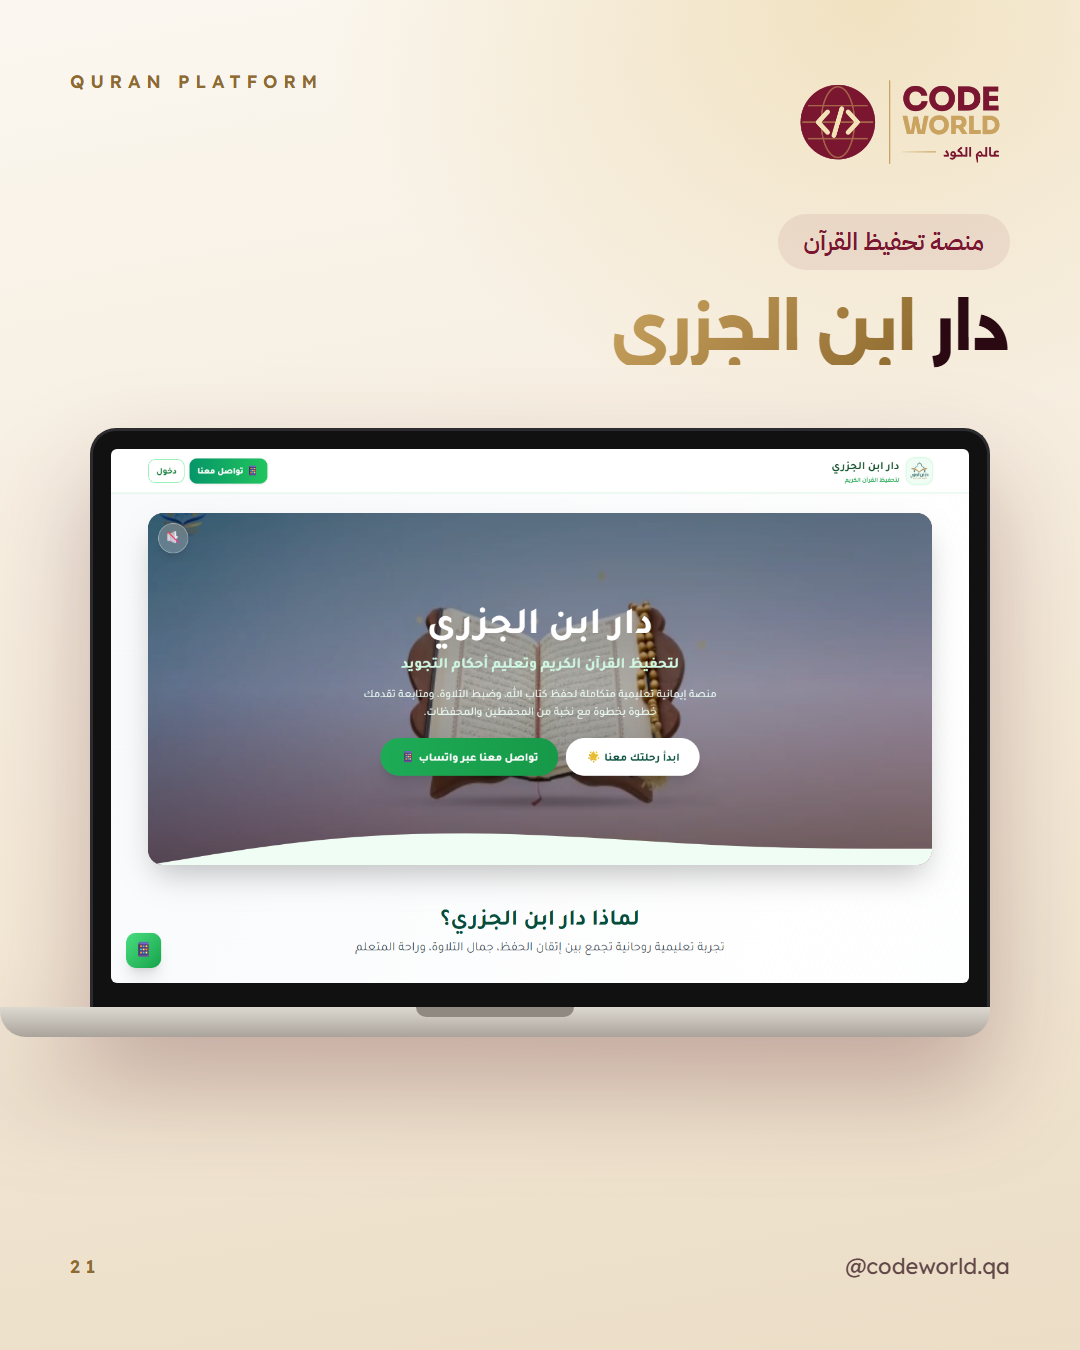 QURAN PLATFORM
CODE
WORLD
عالم الكود
منصة تحفيظ القرآن
دار ابن الجزري
دار ابن الجزري
لتحفيظ القرآن الكريم
تواصل معنا
دخول
دار ابن الجزري
لتحفيظ القرآن الكريم وتعليم أحكام التجويد
منصة إيمانية تعليمية متكاملة لحفظ كتاب الله، وضبط التلاوة، ومتابعة تقدمك
خطوة بخطوة مع نخبة من المحفظين والمحفظات.
ابدأ رحلتك معنا
تواصل معنا عبر واتساب
لماذا دار ابن الجزري؟
تجربة تعليمية روحانية تجمع بين إتقان الحفظ، جمال التلاوة، وراحة المتعلم
21
@codeworld.qa